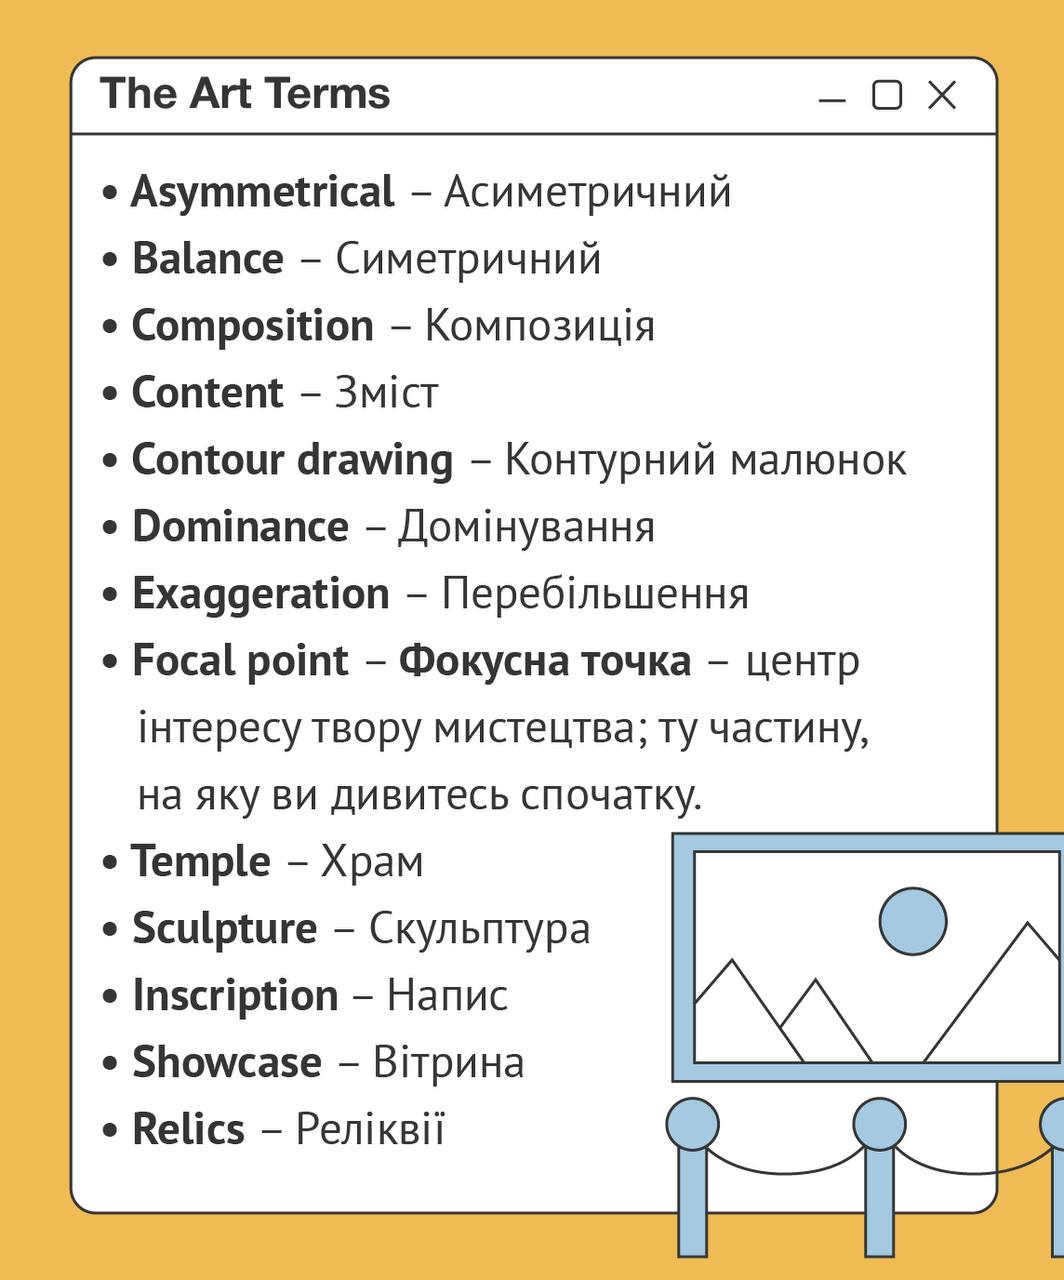 The Art Terms
• Asymmetrical – Асиметричний
• Balance – Симетричний
• Composition – Композиція
• Content – Зміст
• Contour drawing – Контурний малюнок
• Dominance – Домінування
• Exaggeration – Перебільшення
• Focal point – Фокусна точка – центр
інтересу твору мистецтва; ту частину,
на яку ви дивитесь спочатку.
• Temple – Храм
• Sculpture – Скульптура
• Inscription – Напис
• Showcase – Вітрина
• Relics – Реліквії